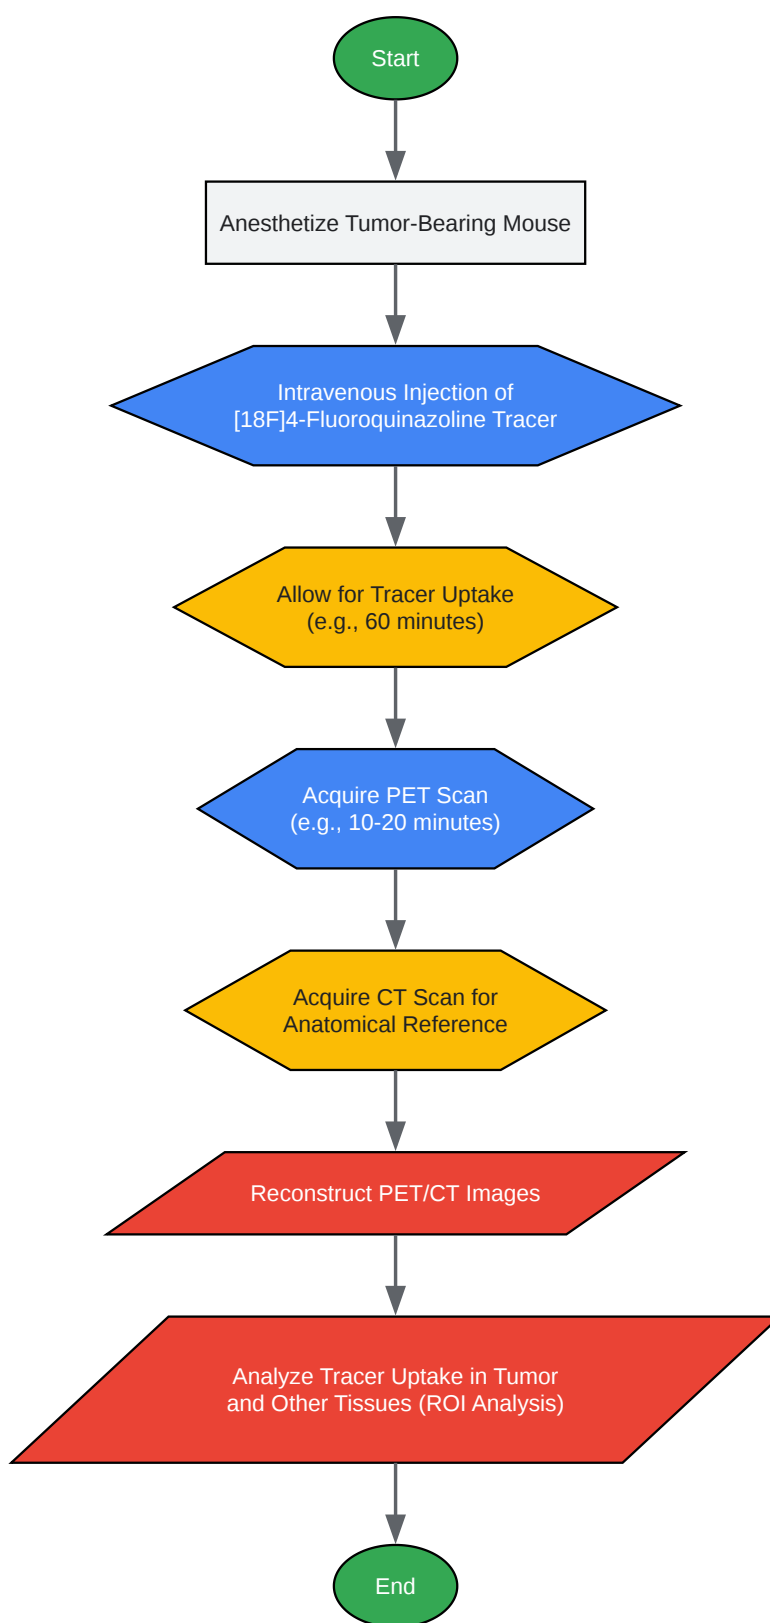 Start
Anesthetize Tumor-Bearing Mouse
Intravenous Injection of
[18F]4-Fluoroquinazoline Tracer
Allow for Tracer Uptake
(e.g., 60 minutes)
Acquire PET Scan
(e.g., 10-20 minutes)
Acquire CT Scan for
Anatomical Reference
Reconstruct PET/CT Images
Analyze Tracer Uptake in Tumor
and Other Tissues (ROI Analysis)
End